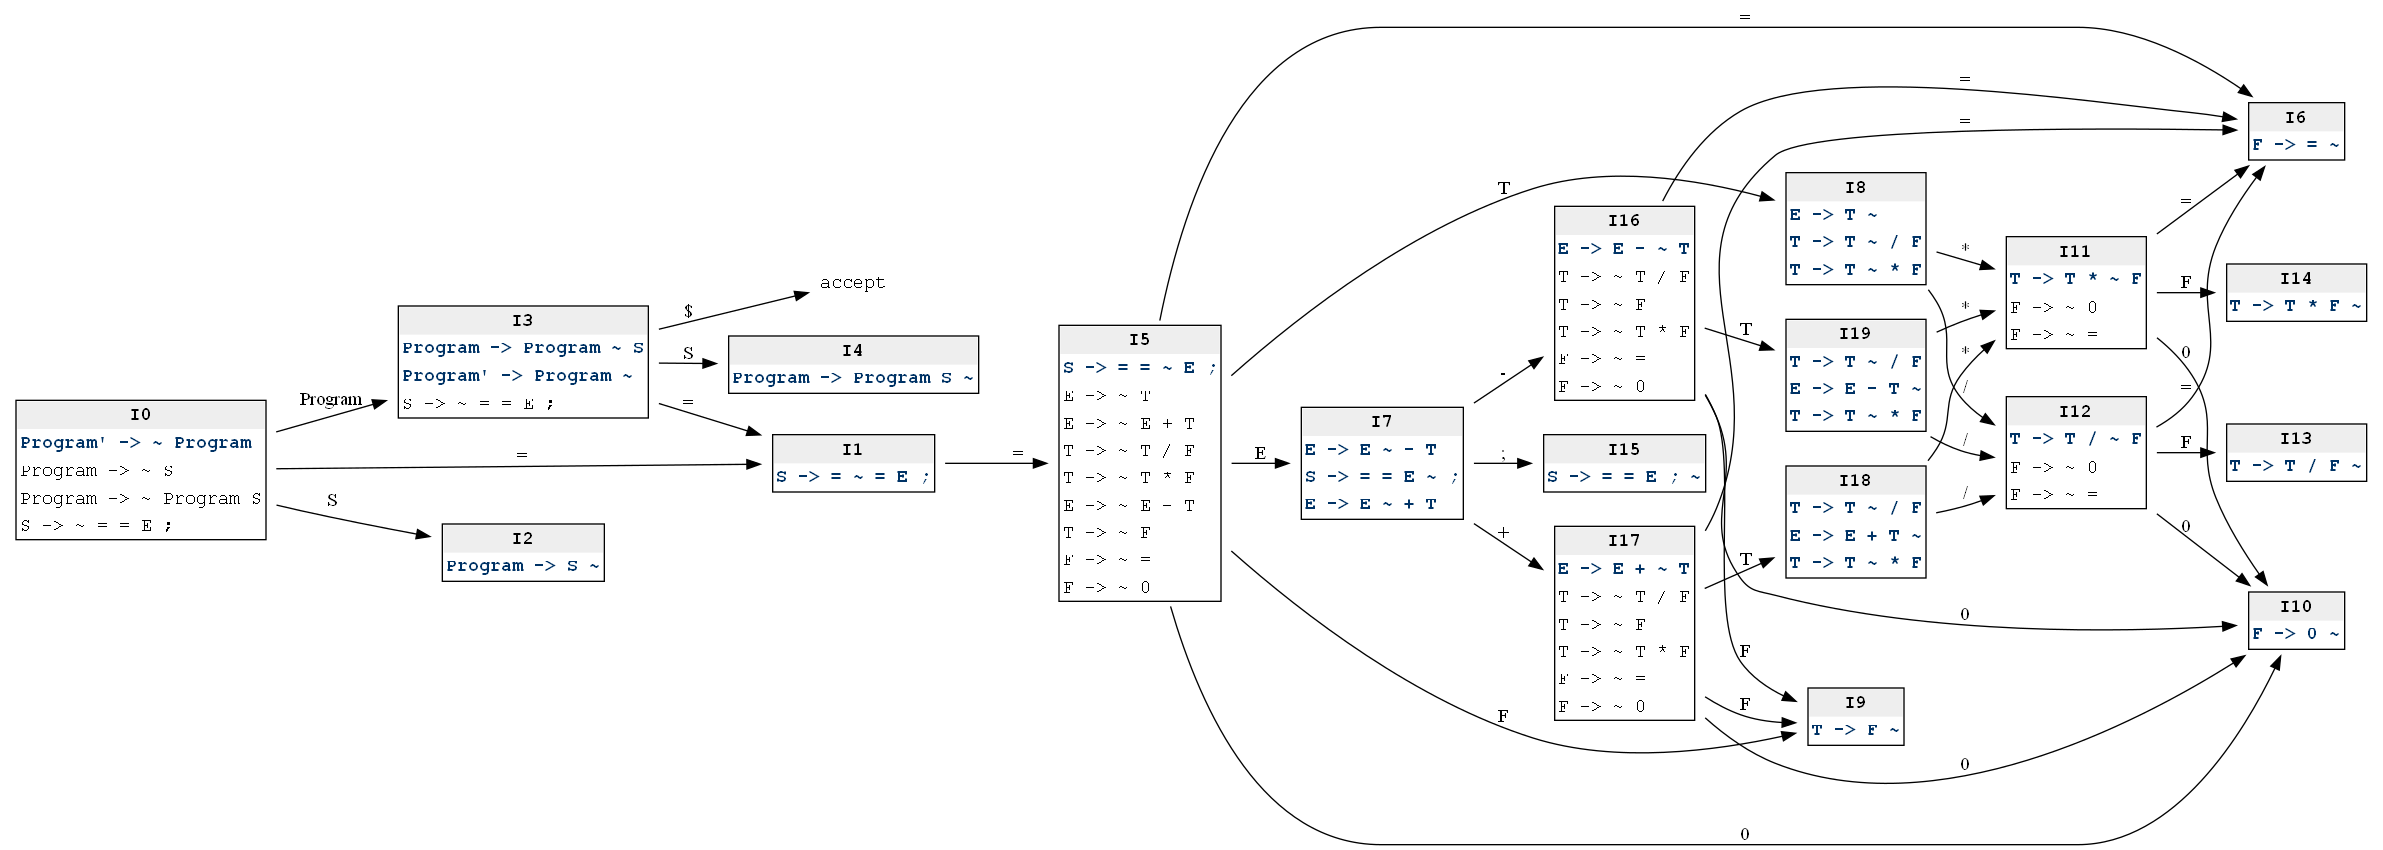 I0
Program' -> ~ Program
Program -> ~ S
Program -> ~ Program S
S -> ~ = = E ;
Program
=
S
I3
Program -> Program ~ S
Program' -> Program ~
S -> ~ = = E ;
$
S
=
I2
Program -> S ~
accept
I4
Program -> Program S ~
I1
S -> = ~ = E ;
=
I5
S -> = = ~ E ;
E -> ~ T
E -> ~ E + T
T -> ~ T / F
T -> ~ T * F
E -> ~ E - T
T -> ~ F
F -> ~ =
F -> ~ 0
=
T
E
F
0
I7
E -> E ~ - T
S -> = = E ~ ;
E -> E ~ + T
-
;
+
I16
E -> E - ~ T
T -> ~ T / F
T -> ~ F
T -> ~ T * F
F -> ~ =
F -> ~ 0
I15
S -> = = E ; ~
I17
E -> E + ~ T
T -> ~ T / F
T -> ~ F
T -> ~ T * F
F -> ~ =
F -> ~ 0
=
=
T
T
F
F
0
0
I8
E -> T ~
T -> T ~ / F
T -> T ~ * F
I19
T -> T ~ / F
E -> E - T ~
T -> T ~ * F
I18
T -> T ~ / F
E -> E + T ~
T -> T ~ * F
I9
T -> F ~
*
*
*
/
/
/
I11
T -> T * ~ F
F -> ~ 0
F -> ~ =
I12
T -> T / ~ F
F -> ~ 0
F -> ~ =
=
F
0
=
F
0
I6
F -> = ~
I14
T -> T * F ~
I13
T -> T / F ~
I10
F -> 0 ~